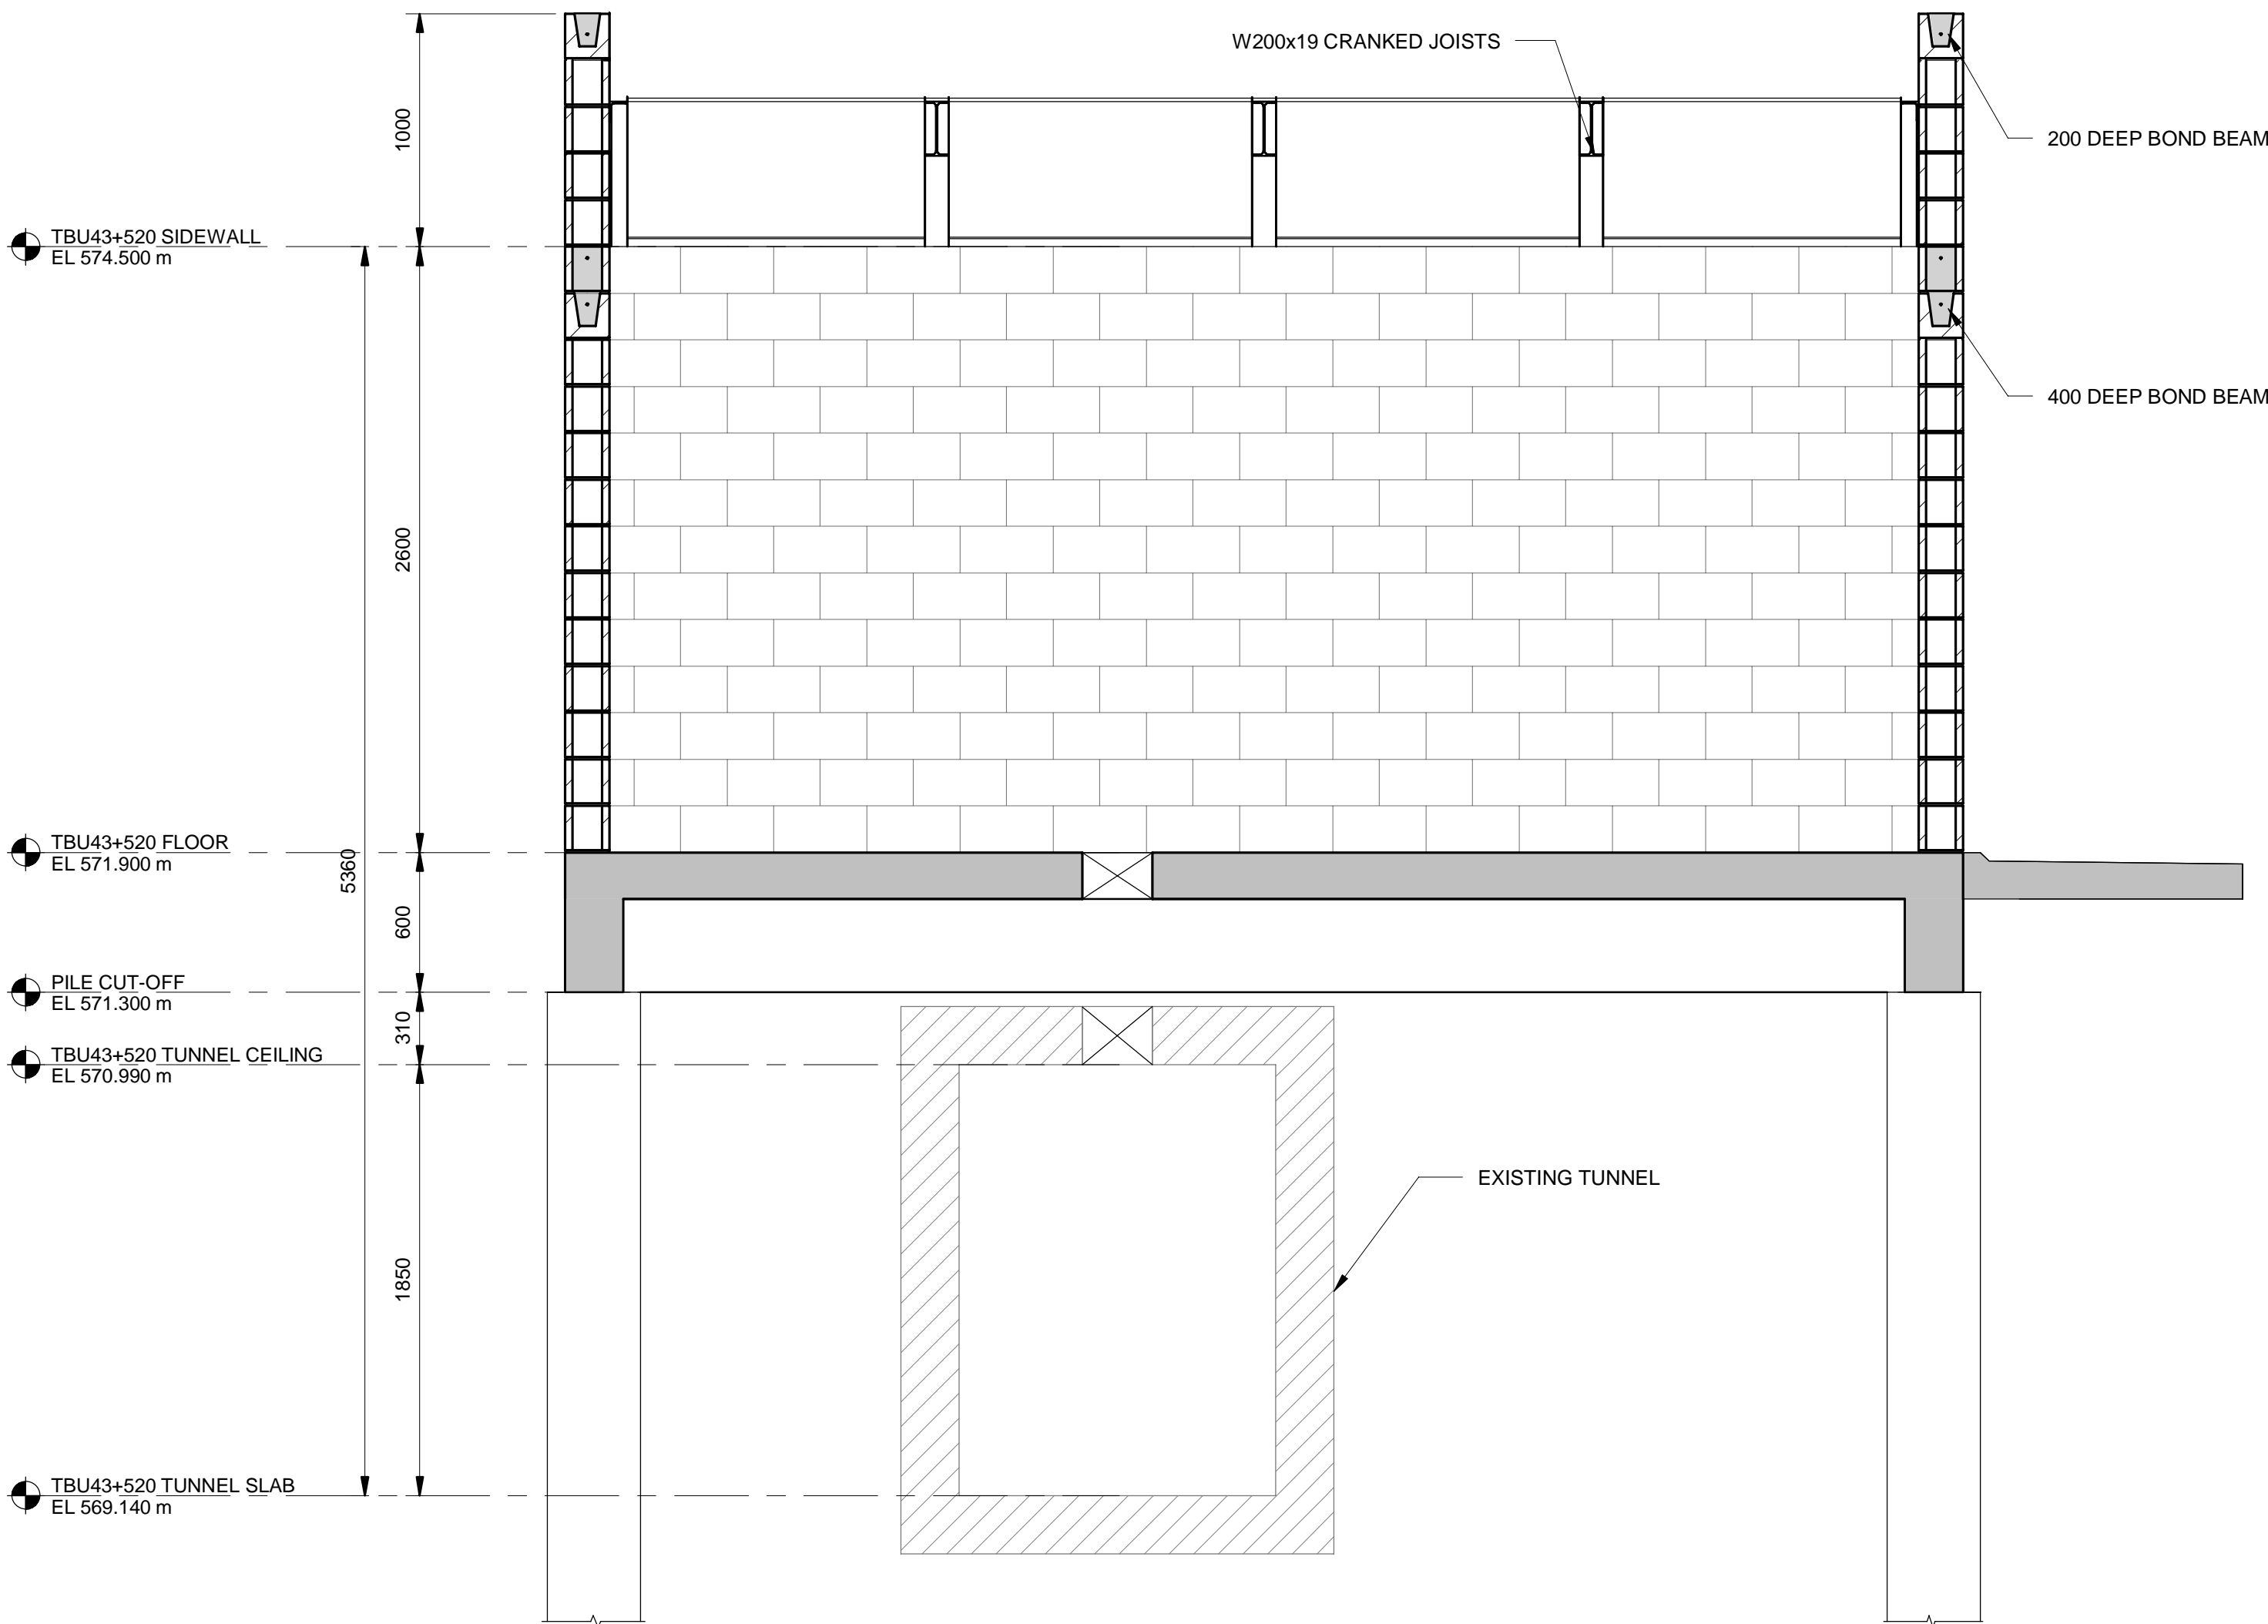 W200x19 CRANKED JOISTS
1000
200 DEEP BOND BEAM
TBU43+520 SIDEWALL
EL 574.500 m
400 DEEP BOND BEAM
2600
TBU43+520 FLOOR
EL 571.900 m
5360
600
PILE CUT-OFF
EL 571.300 m
310
TBU43+520 TUNNEL CEILING
EL 570.990 m
EXISTING TUNNEL
1850
TBU43+520 TUNNEL SLAB
EL 569.140 m